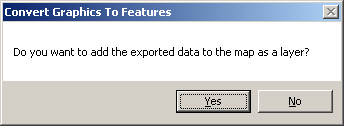 Convert Graphics To Features
Do you want to add the exported data to the map as a layer?
Yes
No